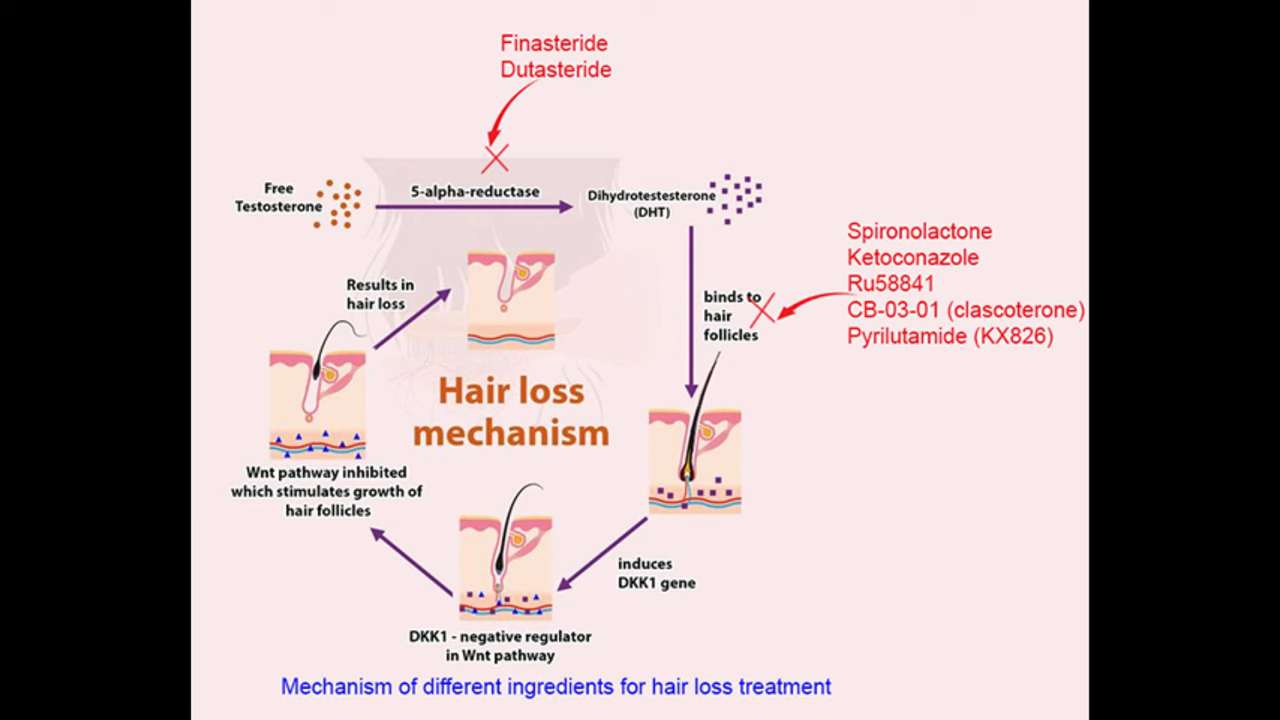 Finasteride
Dutasteride
Free
Testosterone
5-alpha-reductase
Dihydrotestesterone
(DHT)
Spironolactone
Ketoconazole
Ru58841
CB-03-01 (clascoterone)
Pyrilutamide (KX826)
binds to
hair
follicles
Results in
hair loss
Hair loss
mechanism
Wnt pathway inhibited
which stimulates growth of
hair follicles
induces
DKK1 gene
DKK1 - negative regulator
in Wnt pathway
Mechanism of different ingredients for hair loss treatment